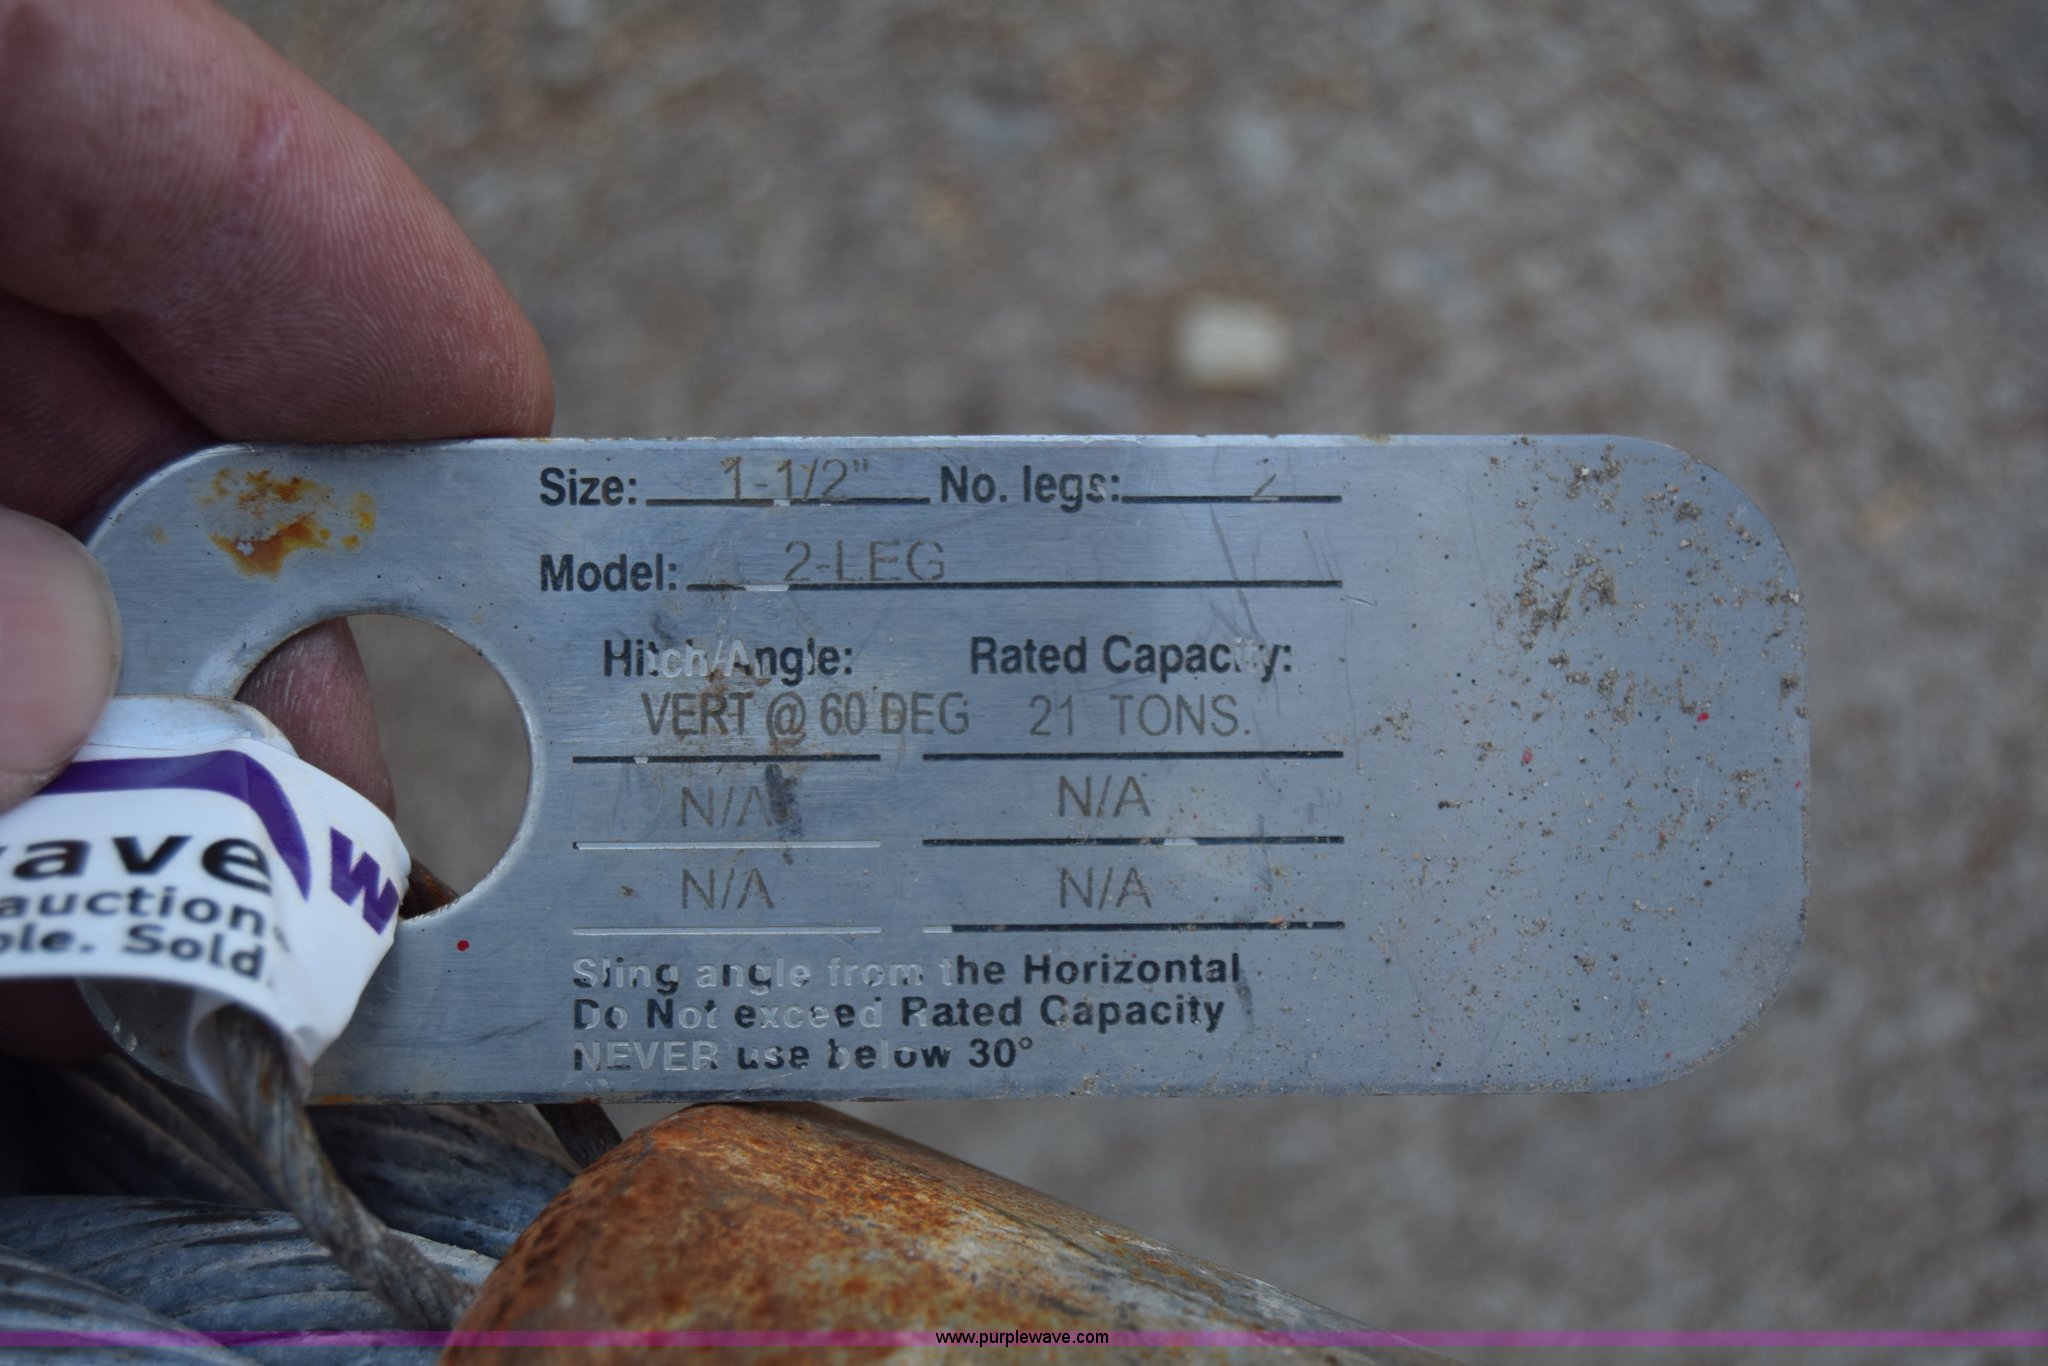 Size: 1-1/2" No. legs: 2
Model: 2-LEG
Hitch/Angle: Rated Capacity:
VERT @ 60 DEG 21 TONS.
N/A N/A
N/A N/A
Sling angle from the Horizontal
Do Not exceed Rated Capacity
NEVER use below 30°
ave
auction
ble. Sold.
w
www.purplewave.com